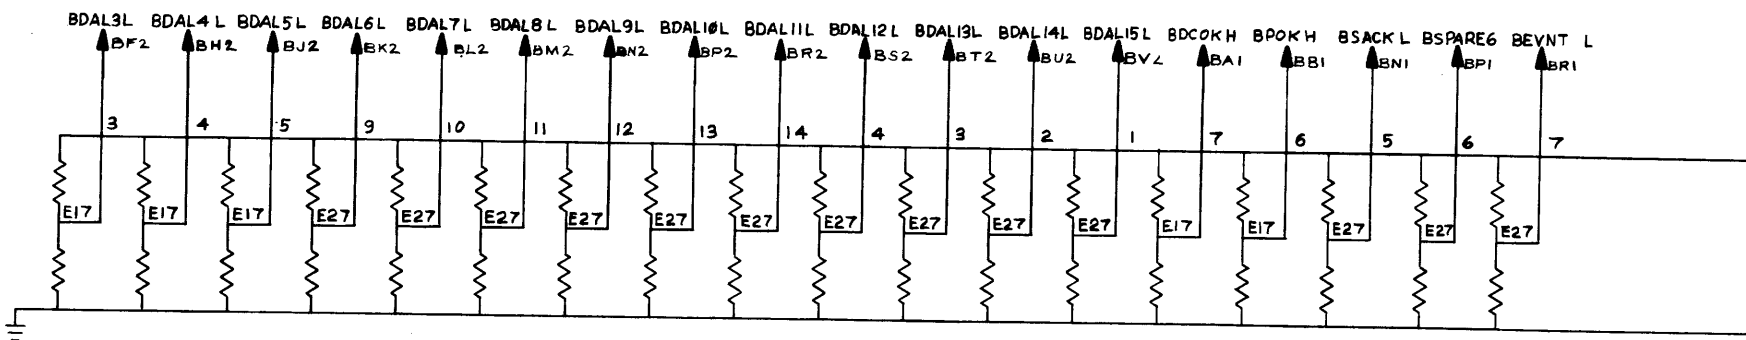 BDAL3L BDAL4L BDAL5L BDAL6L BDAL7L BDAL8L BDAL9L BDAL10L BDAL11L BDAL12L BDAL13L BDAL14L BDAL15L BDCOKH BPOKH BSACKL BSPARE6 BEVNT L
BF2 BH2 BJ2 BK2 BL2 BM2 BN2 BP2 BR2 BS2 BT2 BU2 BV2 BA1 BB1 BN1 BP1 BR1
3 4 5 9 10 11 12 13 14 4 3 2 1 7 6 5 6 7
E17 E17 E17 E27 E27 E27 E27 E27 E27 E27 E27 E27 E27 E17 E17 E27 E27 E27